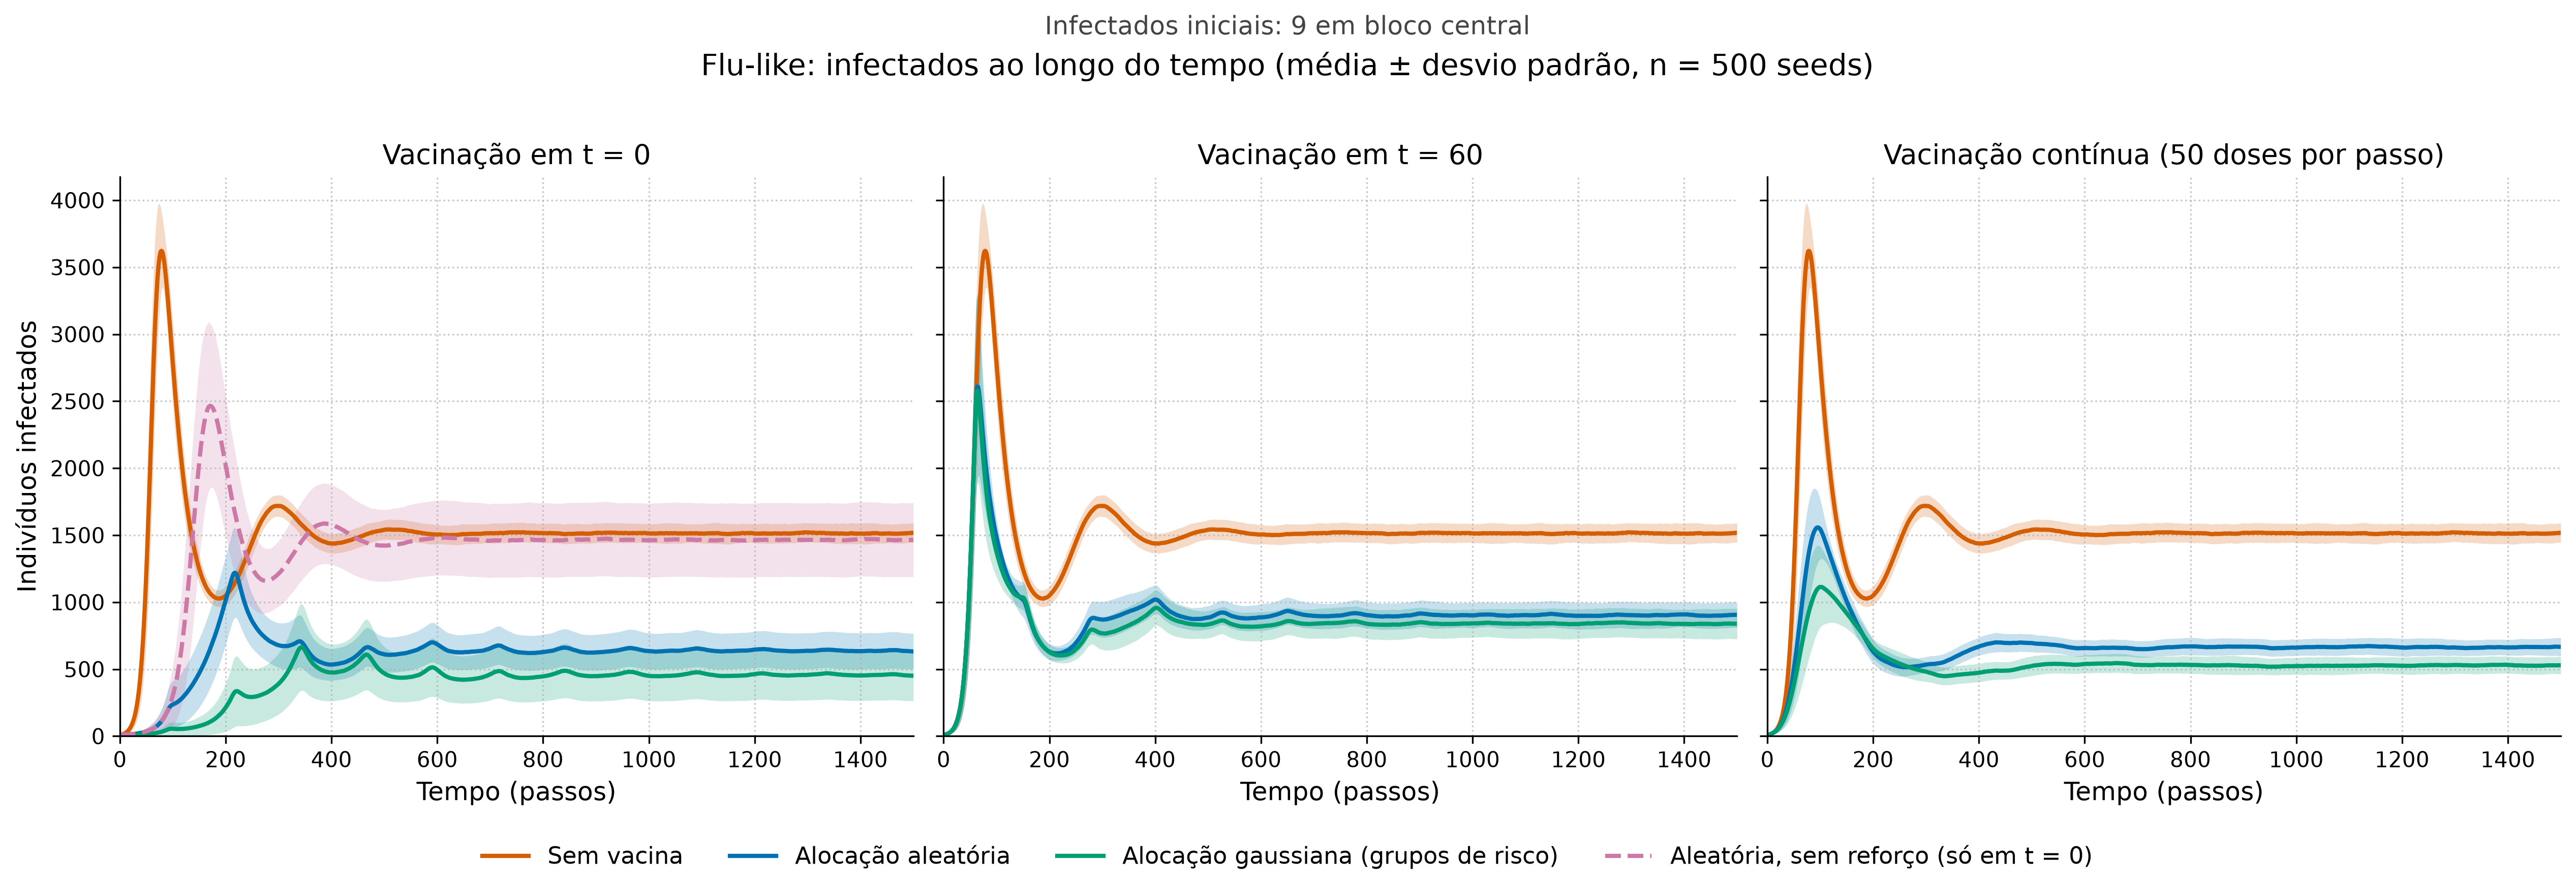 Infectados iniciais: 9 em bloco central
Flu-like: infectados ao longo do tempo (média ± desvio padrão, n = 500 seeds)
Vacinação em t = 0
Vacinação em t = 60
Vacinação contínua (50 doses por passo)
Indivíduos infectados
4000
3500
3000
2500
2000
1500
1000
500
0
0 200 400 600 800 1000 1200 1400
0 200 400 600 800 1000 1200 1400
0 200 400 600 800 1000 1200 1400
Tempo (passos)
Tempo (passos)
Tempo (passos)
Sem vacina
Alocação aleatória
Alocação gaussiana (grupos de risco)
Aleatória, sem reforço (só em t = 0)